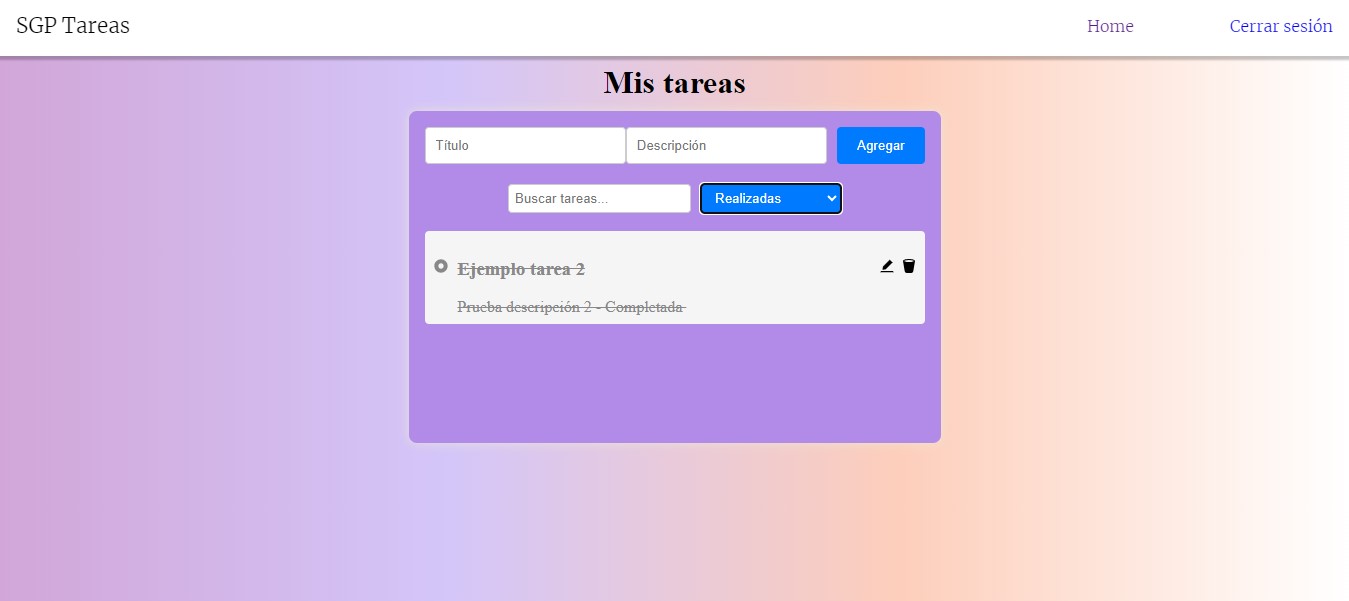 SGP Tareas
Home
Cerrar sesión
Mis tareas
Título
Descripción
Agregar
Buscar tareas...
Realizadas
Ejemplo tarea 2
Prueba descripción 2 - Completada